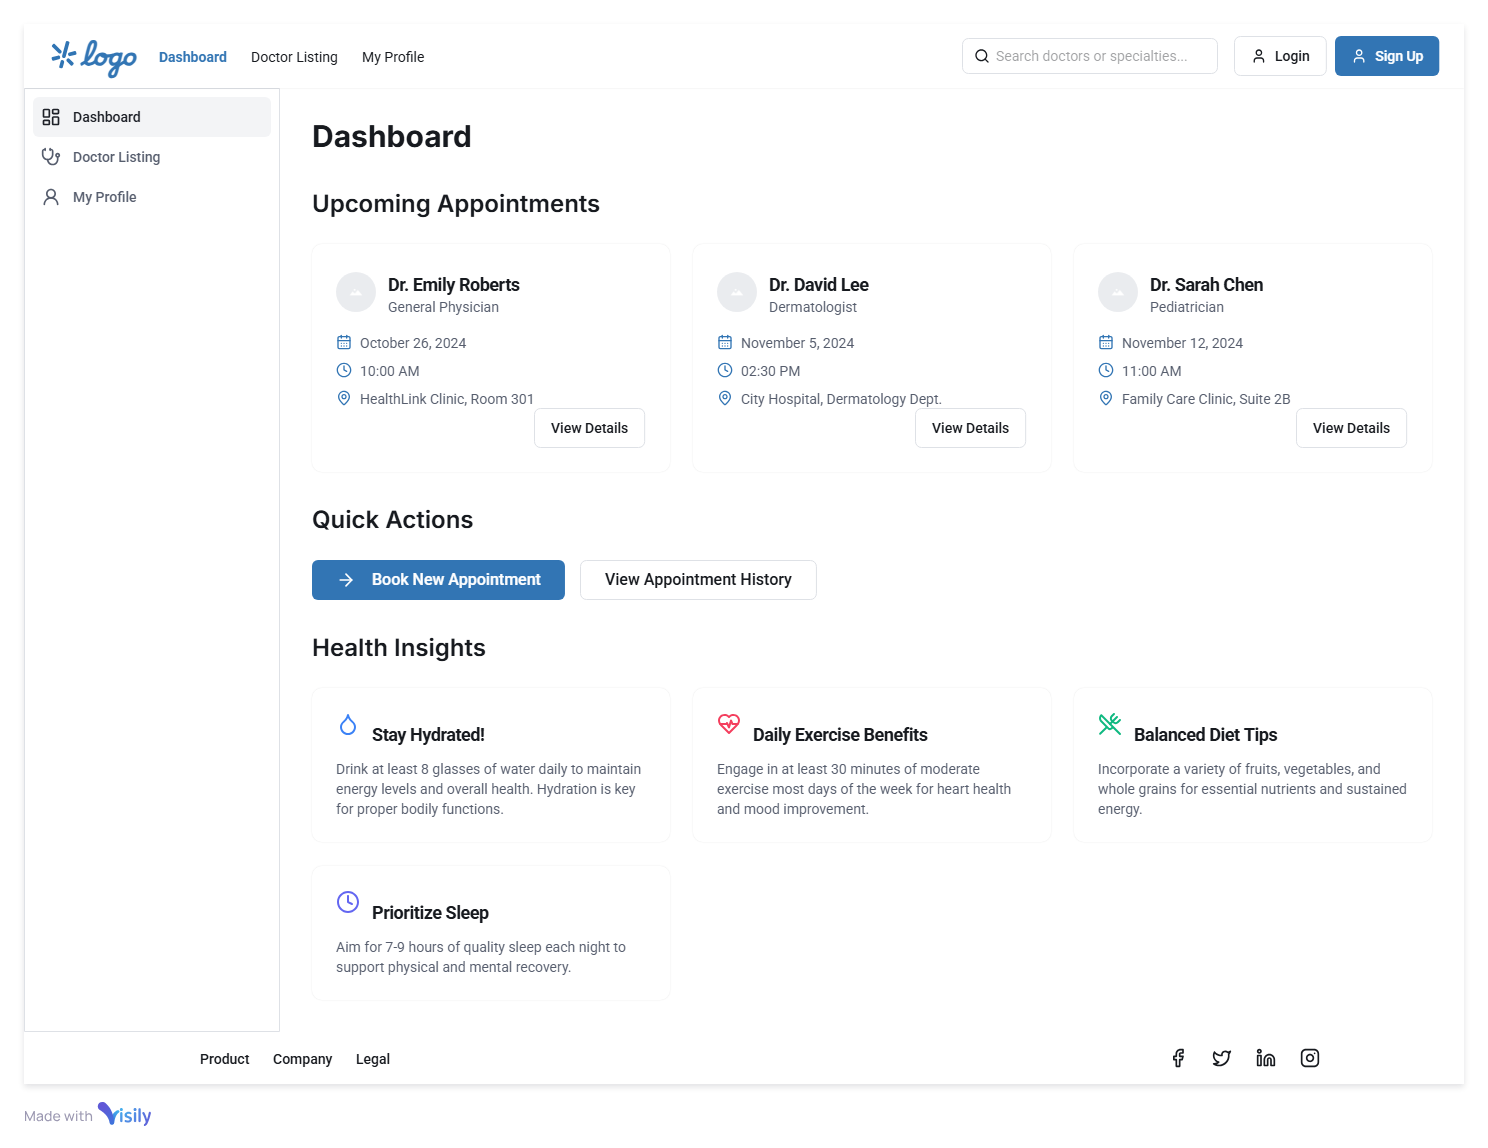 logo Dashboard Doctor Listing My Profile Search doctors or specialties... Login Sign Up
Dashboard
Doctor Listing
My Profile
Dashboard
Upcoming Appointments
Dr. Emily Roberts
General Physician
October 26, 2024
10:00 AM
HealthLink Clinic, Room 301
View Details
Dr. David Lee
Dermatologist
November 5, 2024
02:30 PM
City Hospital, Dermatology Dept.
View Details
Dr. Sarah Chen
Pediatrician
November 12, 2024
11:00 AM
Family Care Clinic, Suite 2B
View Details
Quick Actions
Book New Appointment View Appointment History
Health Insights
Stay Hydrated!
Drink at least 8 glasses of water daily to maintain
energy levels and overall health. Hydration is key
for proper bodily functions.
Daily Exercise Benefits
Engage in at least 30 minutes of moderate
exercise most days of the week for heart health
and mood improvement.
Balanced Diet Tips
Incorporate a variety of fruits, vegetables, and
whole grains for essential nutrients and sustained
energy.
Prioritize Sleep
Aim for 7-9 hours of quality sleep each night to
support physical and mental recovery.
Product Company Legal
Made with Visily